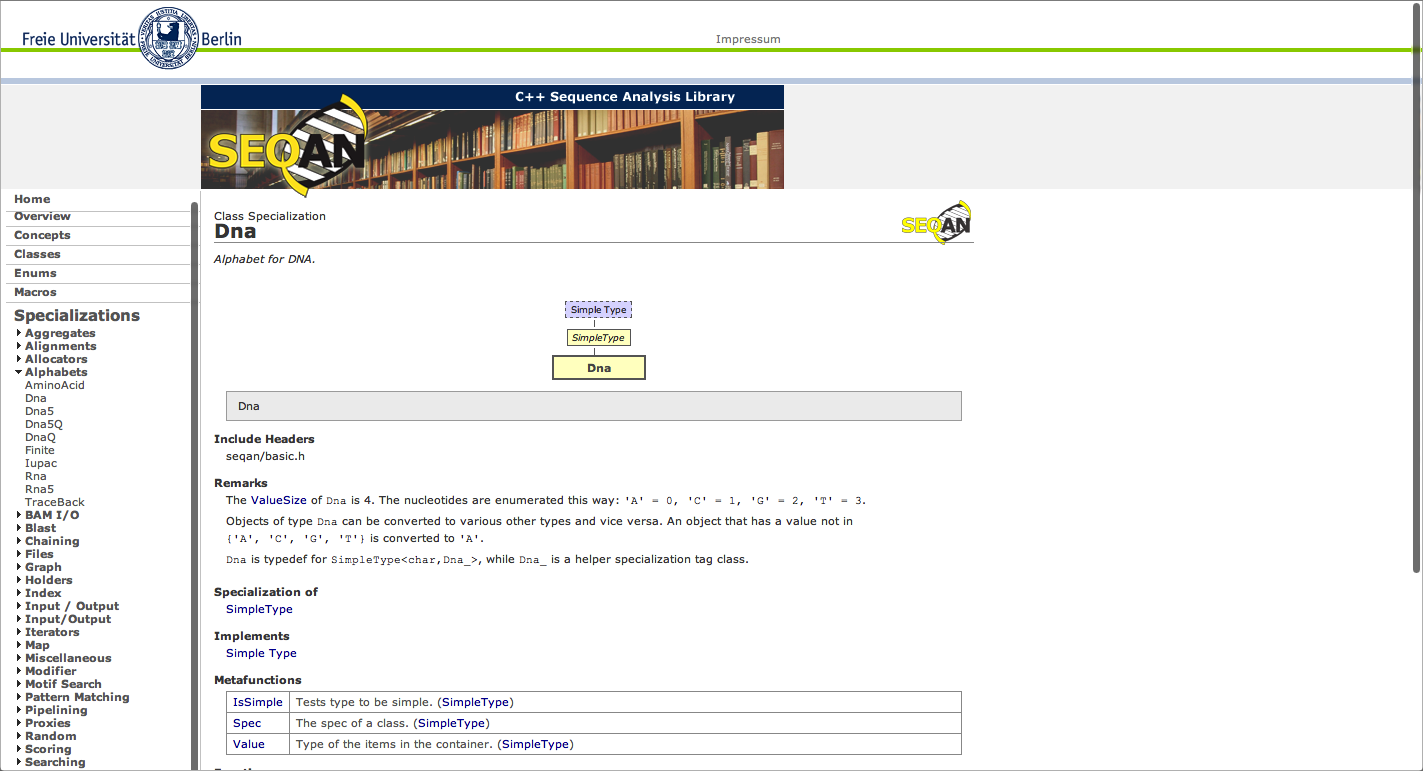 Freie Universität Berlin
Impressum
C++ Sequence Analysis Library
SEQAN
Home
Overview
Concepts
Classes
Enums
Macros
Specializations
Aggregates
Alignments
Allocators
Alphabets
AminoAcid
Dna
Dna5
Dna5Q
DnaQ
Finite
Iupac
Rna
Rna5
TraceBack
BAM I/O
Blast
Chaining
Files
Graph
Holders
Index
Input / Output
Input/Output
Iterators
Map
Miscellaneous
Modifier
Motif Search
Pattern Matching
Pipelining
Proxies
Random
Scoring
Searching
Class Specialization
Dna
SEQAN
Alphabet for DNA.
Simple Type
SimpleType
Dna
Dna
Include Headers
seqan/basic.h
Remarks
The ValueSize of Dna is 4. The nucleotides are enumerated this way: 'A' = 0, 'C' = 1, 'G' = 2, 'T' = 3.
Objects of type Dna can be converted to various other types and vice versa. An object that has a value not in
{'A', 'C', 'G', 'T'} is converted to 'A'.
Dna is typedef for SimpleType<char,Dna_>, while Dna_ is a helper specialization tag class.
Specialization of
SimpleType
Implements
Simple Type
Metafunctions
IsSimple Tests type to be simple. (SimpleType)
Spec The spec of a class. (SimpleType)
Value Type of the items in the container. (SimpleType)